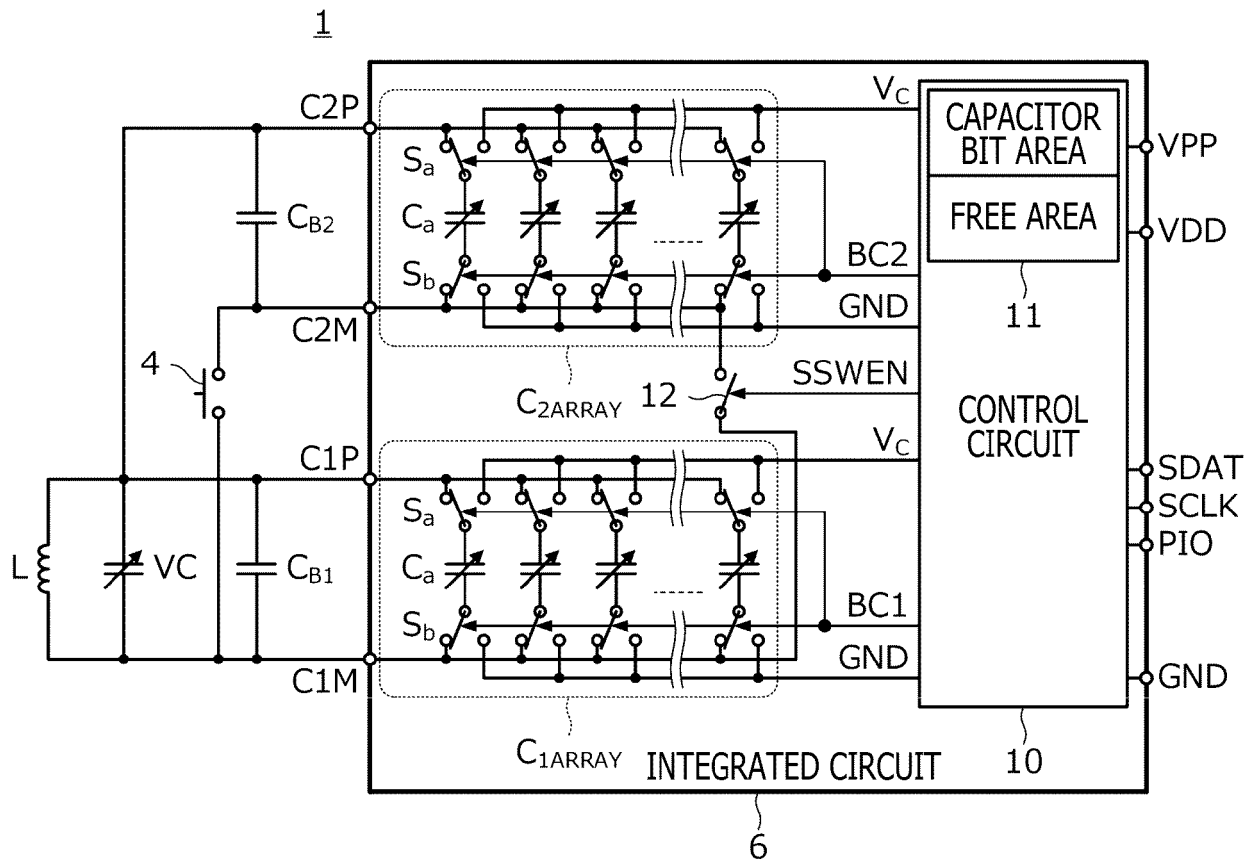 1
C2P
VC
CAPACITOR
BIT AREA
VPP
Sa
CB2
Ca
FREE AREA
VDD
Sb
BC2
C2M
GND
11
4
SSWEN
12
C2ARRAY
CONTROL
CIRCUIT
C1P
VC
SDAT
Sa
SCLK
L
VC
CB1
Ca
PIO
Sb
BC1
C1M
GND
GND
C1ARRAY
INTEGRATED CIRCUIT
10
6